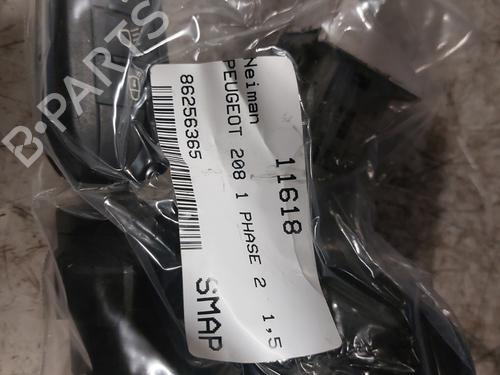 Neiman
PEUGEOT 208 1 PHASE 2 1,5
11618
86256365
SMAP
B-PARTS